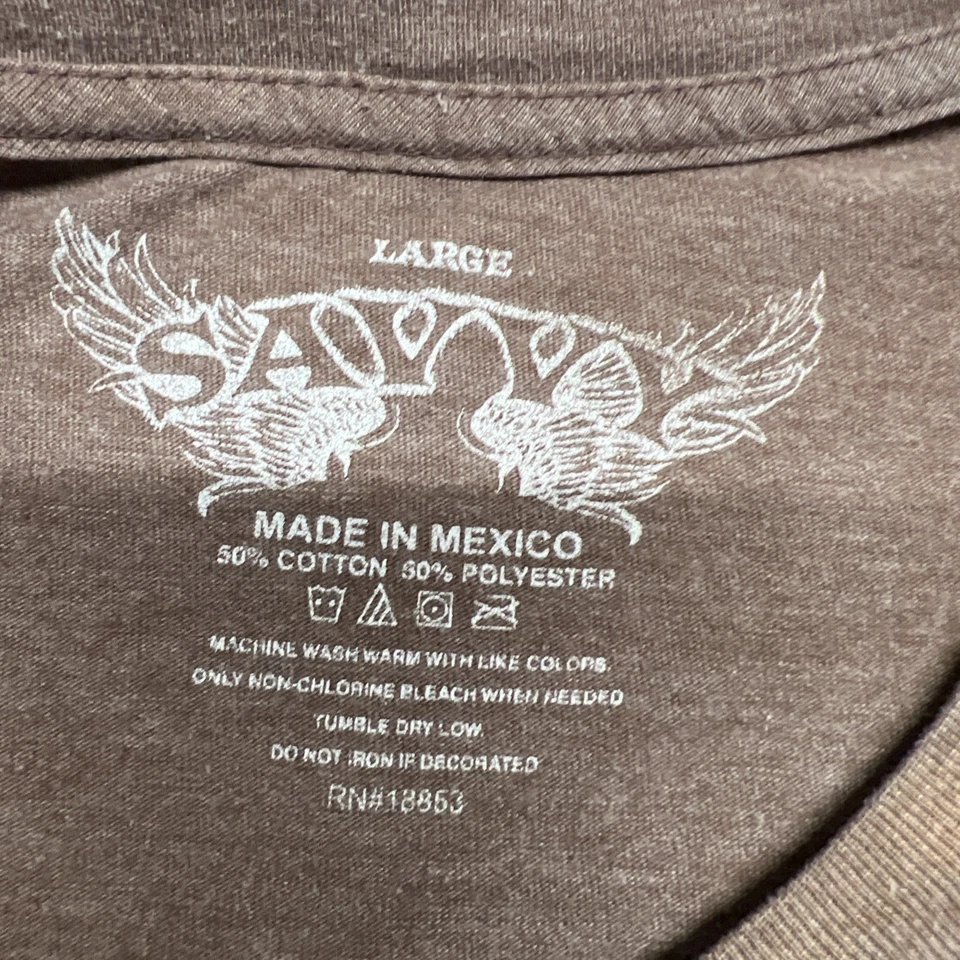 LARGE
SAVVY
MADE IN MEXICO
50% COTTON 50% POLYESTER
MACHINE WASH WARM WITH LIKE COLORS.
ONLY NON-CHLORINE BLEACH WHEN NEEDED
TUMBLE DRY LOW
DO NOT IRON IF DECORATED
RN#18853